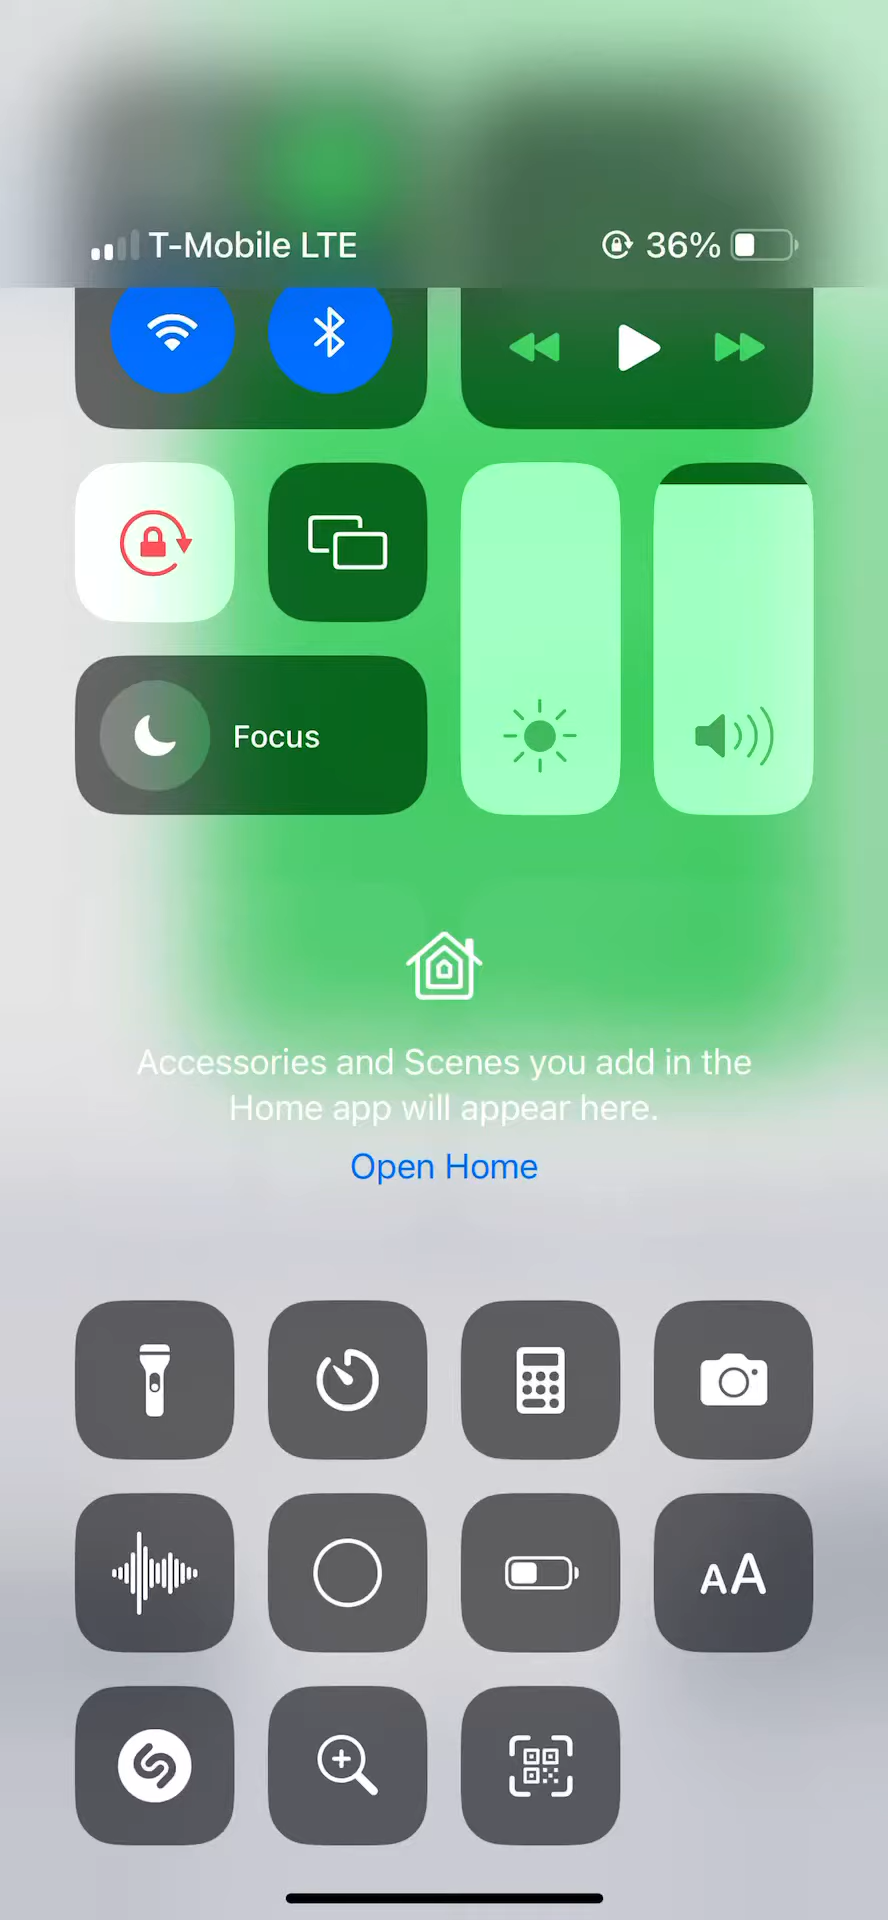 T-Mobile LTE 36%
Focus
Accessories and Scenes you add in the
Home app will appear here.
Open Home
AA